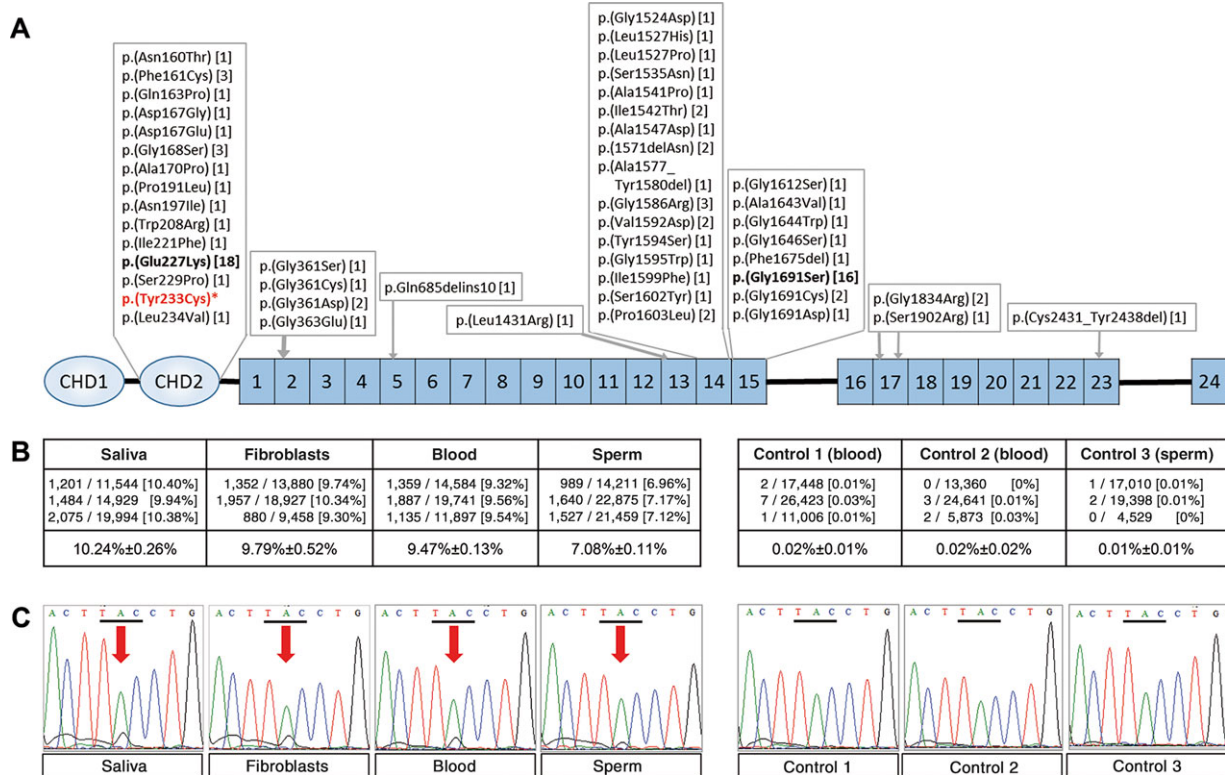 A
p.(Asn160Thr) [1]
p.(Phe161Cys) [3]
p.(Gln163Pro) [1]
p.(Asp167Gly) [1]
p.(Asp167Glu) [1]
p.(Gly168Ser) [3]
p.(Ala170Pro) [1]
p.(Pro191Leu) [1]
p.(Asn197Ile) [1]
p.(Trp208Arg) [1]
p.(Ile221Phe) [1]
p.(Glu227Lys) [18]
p.(Ser229Pro) [1]
p.(Tyr233Cys)*
p.(Leu234Val) [1]
p.(Gly361Ser) [1]
p.(Gly361Cys) [1]
p.(Gly361Asp) [2]
p.(Gly363Glu) [1]
p.Gln685delins10 [1]
p.(Leu1431Arg) [1]
p.(Gly1524Asp) [1]
p.(Leu1527His) [1]
p.(Leu1527Pro) [1]
p.(Ser1535Asn) [1]
p.(Ala1541Pro) [1]
p.(Ile1542Thr) [2]
p.(Ala1547Asp) [1]
p.(1571delAsn) [2]
p.(Ala1577_
Tyr1580del) [1]
p.(Gly1586Arg) [3]
p.(Val1592Asp) [2]
p.(Tyr1594Ser) [1]
p.(Gly1595Trp) [1]
p.(Ile1599Phe) [1]
p.(Ser1602Tyr) [1]
p.(Pro1603Leu) [2]
p.(Gly1612Ser) [1]
p.(Ala1643Val) [1]
p.(Gly1644Trp) [1]
p.(Gly1646Ser) [1]
p.(Phe1675del) [1]
p.(Gly1691Ser) [16]
p.(Gly1691Cys) [2]
p.(Gly1691Asp) [1]
p.(Gly1834Arg) [2]
p.(Ser1902Arg) [1]
p.(Cys2431_Tyr2438del) [1]
CHD1 CHD2 1 2 3 4 5 6 7 8 9 10 11 12 13 14 15 16 17 18 19 20 21 22 23 24
B
Saliva Fibroblasts Blood Sperm Control 1 (blood) Control 2 (blood) Control 3 (sperm)
1,201 / 11,544 [10.40%] 1,352 / 13,880 [9.74%] 1,359 / 14,584 [9.32%] 989 / 14,211 [6.96%] 2 / 17,448 [0.01%] 0 / 13,360 [0%] 1 / 17,010 [0.01%]
1,484 / 14,929 [9.94%] 1,957 / 18,927 [10.34%] 1,887 / 19,741 [9.56%] 1,640 / 22,875 [7.17%] 7 / 26,423 [0.03%] 3 / 24,641 [0.01%] 2 / 19,398 [0.01%]
2,075 / 19,994 [10.38%] 880 / 9,458 [9.30%] 1,135 / 11,897 [9.54%] 1,527 / 21,459 [7.12%] 1 / 11,006 [0.01%] 2 / 5,873 [0.03%] 0 / 4,529 [0%]
10.24%±0.26% 9.79%±0.52% 9.47%±0.13% 7.08%±0.11% 0.02%±0.01% 0.02%±0.02% 0.01%±0.01%
C
A C T T A C C T G A C T T A C C T G A C T T A C C T G A C T T A C C T G A C T T A C C T G A C T T A C C T G A C T T A C C T G
Saliva Fibroblasts Blood Sperm Control 1 Control 2 Control 3